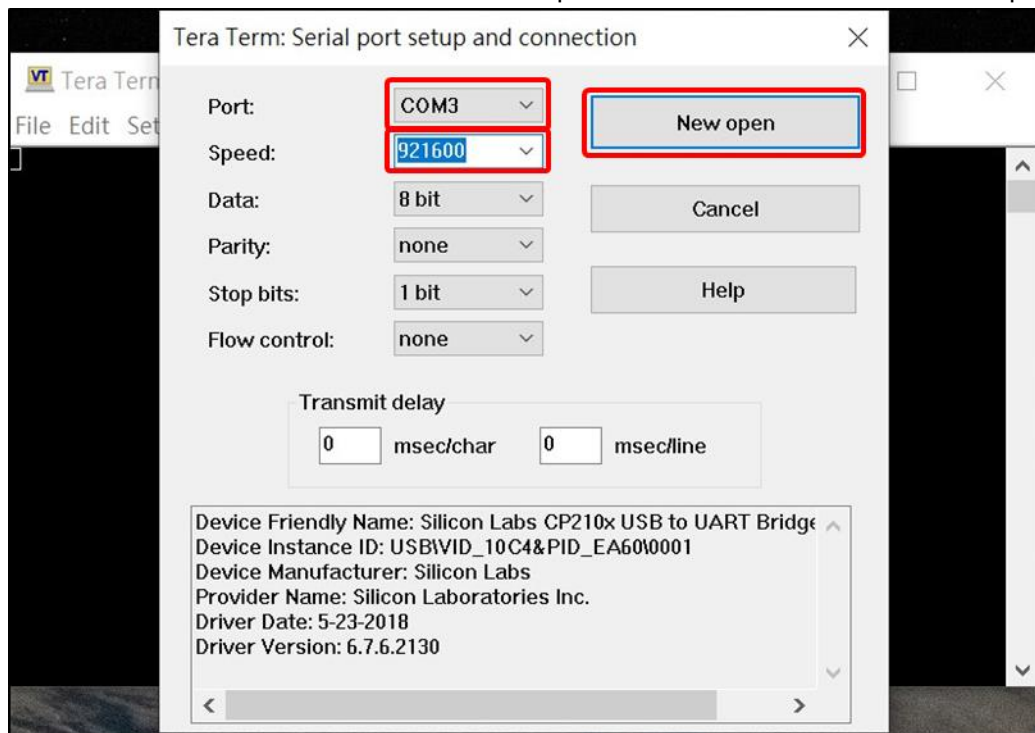 Tera Term: Serial port setup and connection
Tera Term
File Edit Set
Port: COM3
New open
Speed: 921600
Data: 8 bit
Cancel
Parity: none
Stop bits: 1 bit
Help
Flow control: none
Transmit delay
0 msec/char 0 msec/line
Device Friendly Name: Silicon Labs CP210x USB to UART Bridge
Device Instance ID: USB\VID_10C4&PID_EA60\0001
Device Manufacturer: Silicon Labs
Provider Name: Silicon Laboratories Inc.
Driver Date: 5-23-2018
Driver Version: 6.7.6.2130